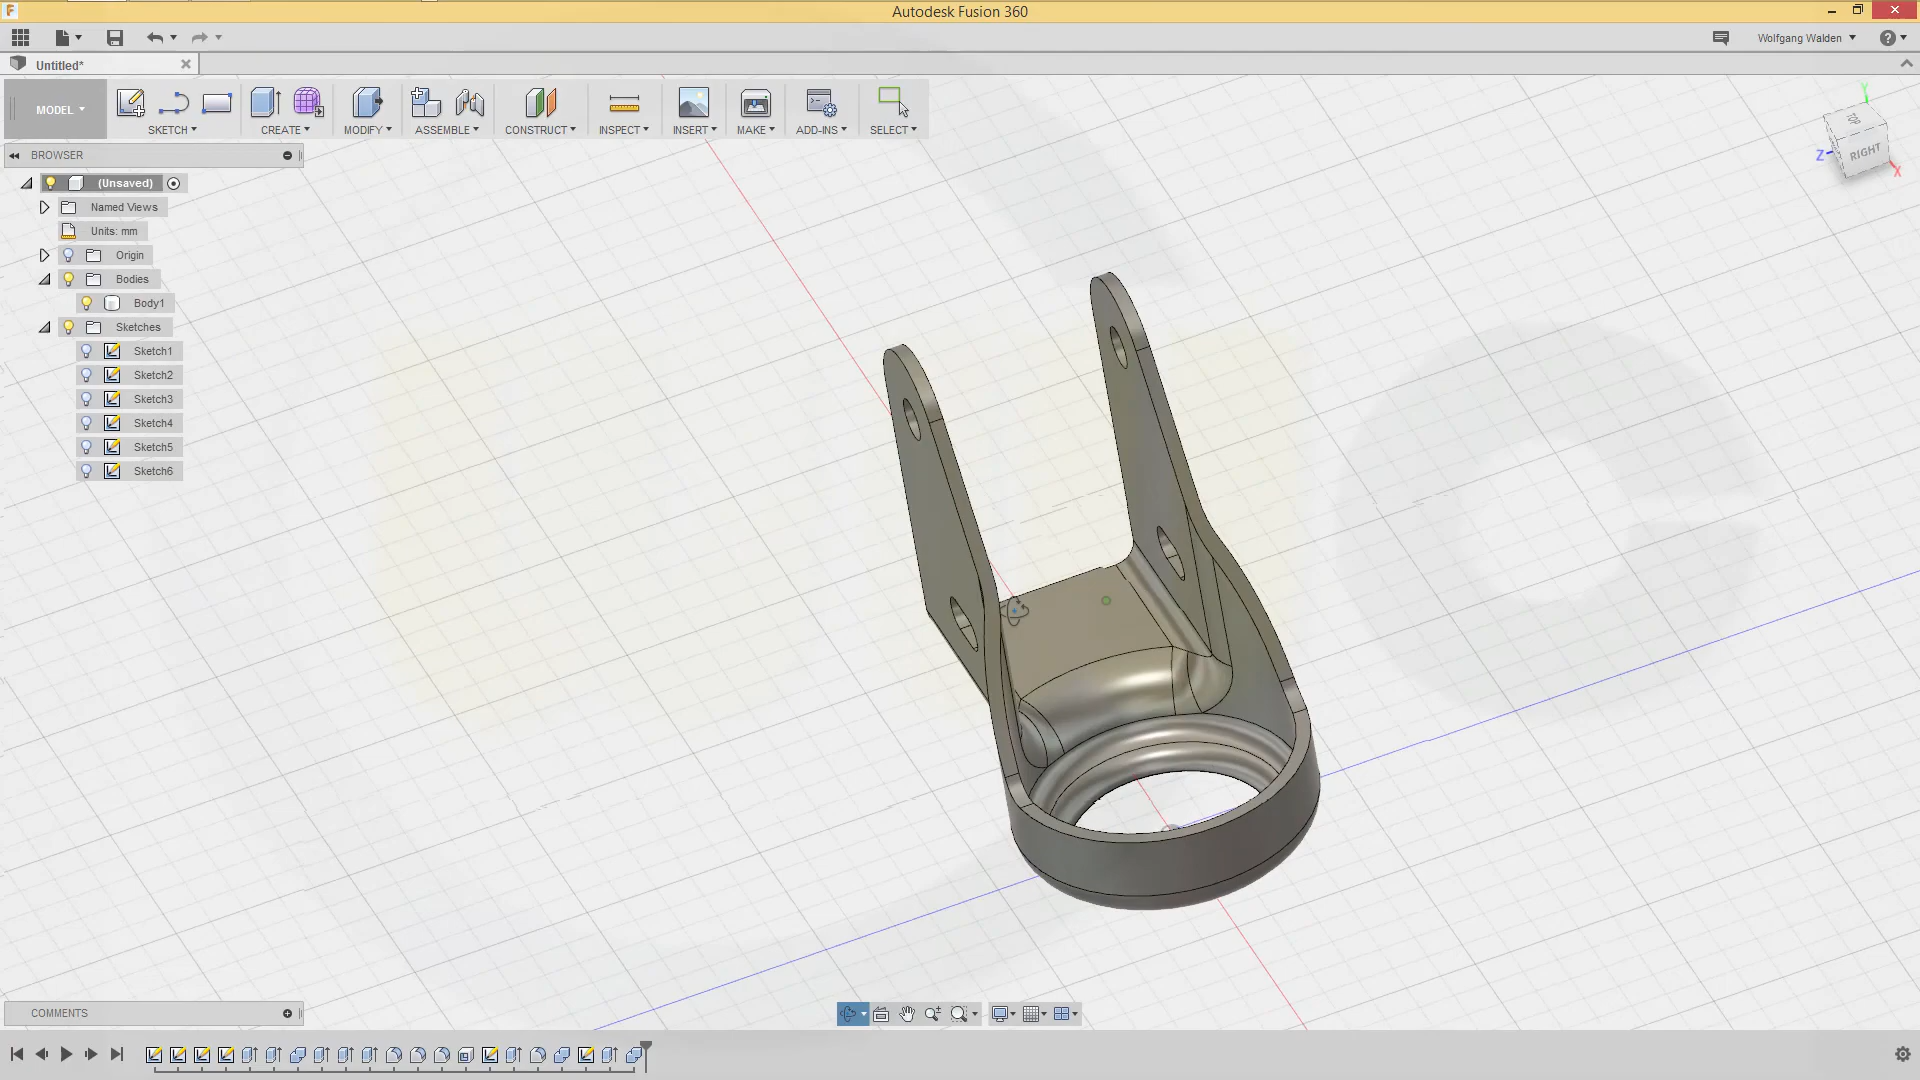 Autodesk Fusion 360
Wolfgang Walden
Untitled*
MODEL
SKETCH
CREATE
MODIFY
ASSEMBLE
CONSTRUCT
INSPECT
INSERT
MAKE
ADD-INS
SELECT
TOP
RIGHT
Y
Z
X
BROWSER
(Unsaved)
Named Views
Units: mm
Origin
Bodies
Body1
Sketches
Sketch1
Sketch2
Sketch3
Sketch4
Sketch5
Sketch6
COMMENTS